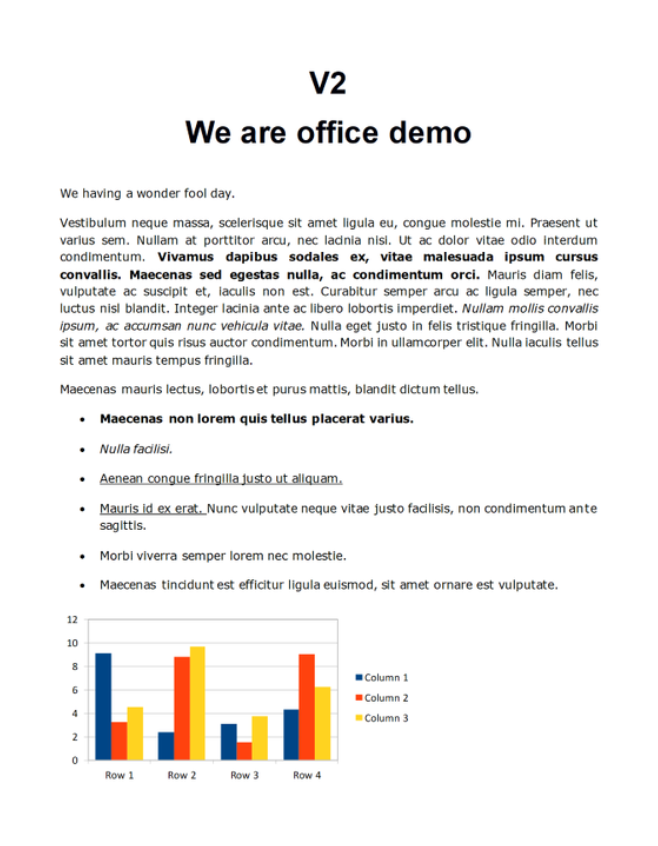 V2
We are office demo
We having a wonder fool day.
Vestibulum neque massa, scelerisque sit amet ligula eu, congue molestie mi. Praesent ut
varius sem. Nullam at porttitor arcu, nec lacinia nisi. Ut ac dolor vitae odio interdum
condimentum. Vivamus dapibus sodales ex, vitae malesuada ipsum cursus
convallis. Maecenas sed egestas nulla, ac condimentum orci. Mauris diam felis,
vulputate ac suscipit et, iaculis non est. Curabitur semper arcu ac ligula semper, nec
luctus nisl blandit. Integer lacinia ante ac libero lobortis imperdiet. Nullam mollis convallis
ipsum, ac accumsan nunc vehicula vitae. Nulla eget justo in felis tristique fringilla. Morbi
sit amet tortor quis risus auctor condimentum. Morbi in ullamcorper elit. Nulla iaculis tellus
sit amet mauris tempus fringilla.
Maecenas mauris lectus, lobortis et purus mattis, blandit dictum tellus.
• Maecenas non lorem quis tellus placerat varius.
• Nulla facilisi.
• Aenean congue fringilla justo ut aliquam.
• Mauris id ex erat. Nunc vulputate neque vitae justo facilisis, non condimentum ante
sagittis.
• Morbi viverra semper lorem nec molestie.
• Maecenas tincidunt est efficitur ligula euismod, sit amet ornare est vulputate.
12
10
8
6
4
2
0
Row 1 Row 2 Row 3 Row 4
Column 1
Column 2
Column 3